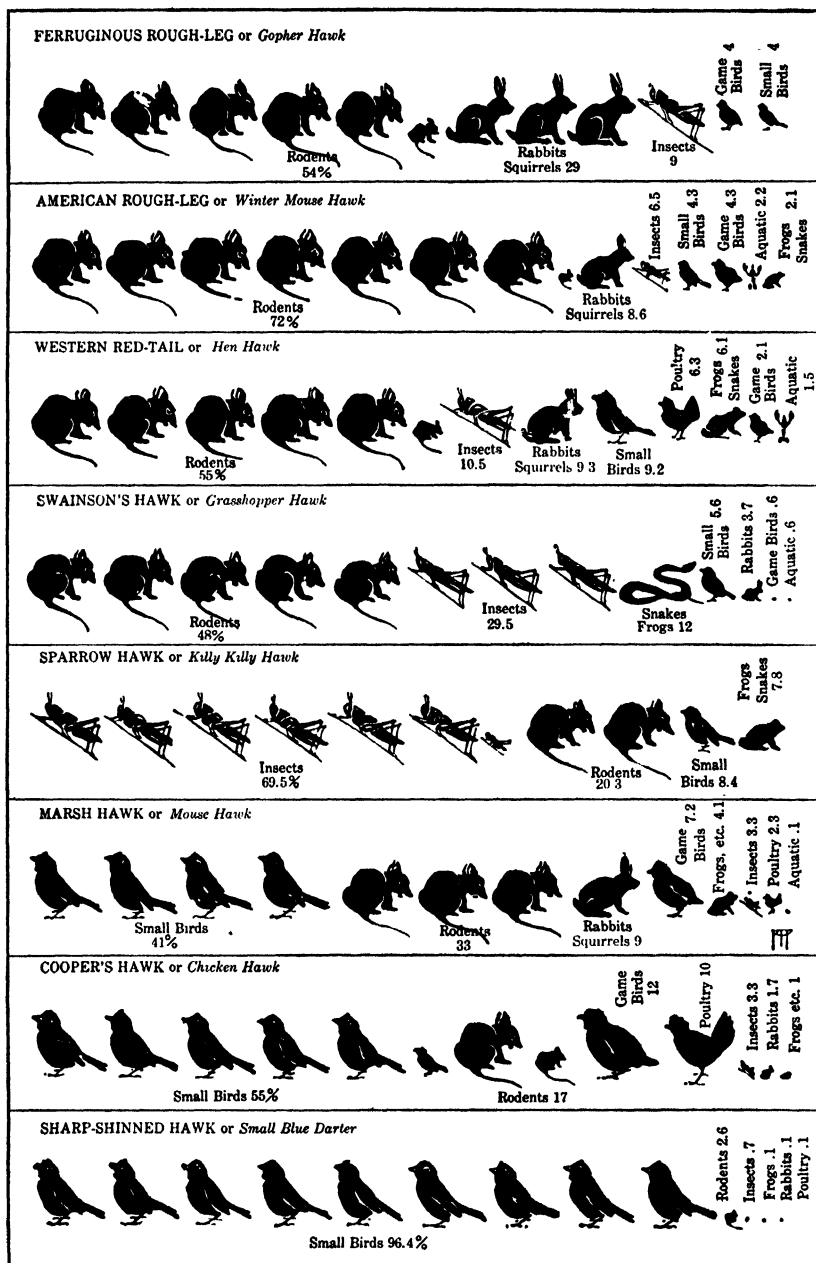 FERRUGINOUS ROUGH-LEG or Gopher Hawk
Rodents
54%
Rabbits
Squirrels 29
Insects
9
Game 4
Birds
Small 4
Birds
AMERICAN ROUGH-LEG or Winter Mouse Hawk
Rodents
72%
Rabbits
Squirrels 8.6
Insects 6.5
Small 4.3
Birds
Game 4.3
Birds
Aquatic 2.2
Frogs 2.1
Snakes
WESTERN RED-TAIL or Hen Hawk
Rodents
55%
Insects
10.5
Rabbits
Squirrels 9 3
Small
Birds 9.2
Poultry
6.3
Frogs 6.1
Snakes
Game 2.1
Birds
Aquatic
1.5
SWAINSON'S HAWK or Grasshopper Hawk
Rodents
48%
Insects
29.5
Snakes
Frogs 12
Small 5.6
Birds
Rabbits 3.7
Game Birds .6
Aquatic .6
SPARROW HAWK or Killy Killy Hawk
Insects
69.5%
Rodents
20 3
Small
Birds 8.4
Frogs
Snakes
7.8
MARSH HAWK or Mouse Hawk
Small Birds
41%
Rodents
33
Rabbits
Squirrels 9
Game 7.2
Birds
Frogs, etc. 4.1
Insects 3.3
Poultry 2.3
Aquatic .1
COOPER'S HAWK or Chicken Hawk
Small Birds 55%
Rodents 17
Game
Birds
12
Poultry 10
Insects 3.3
Rabbits 1.7
Frogs etc. 1
SHARP-SHINNED HAWK or Small Blue Darter
Small Birds 96.4%
Rodents 2.6
Insects .7
Frogs .1
Rabbits .1
Poultry .1